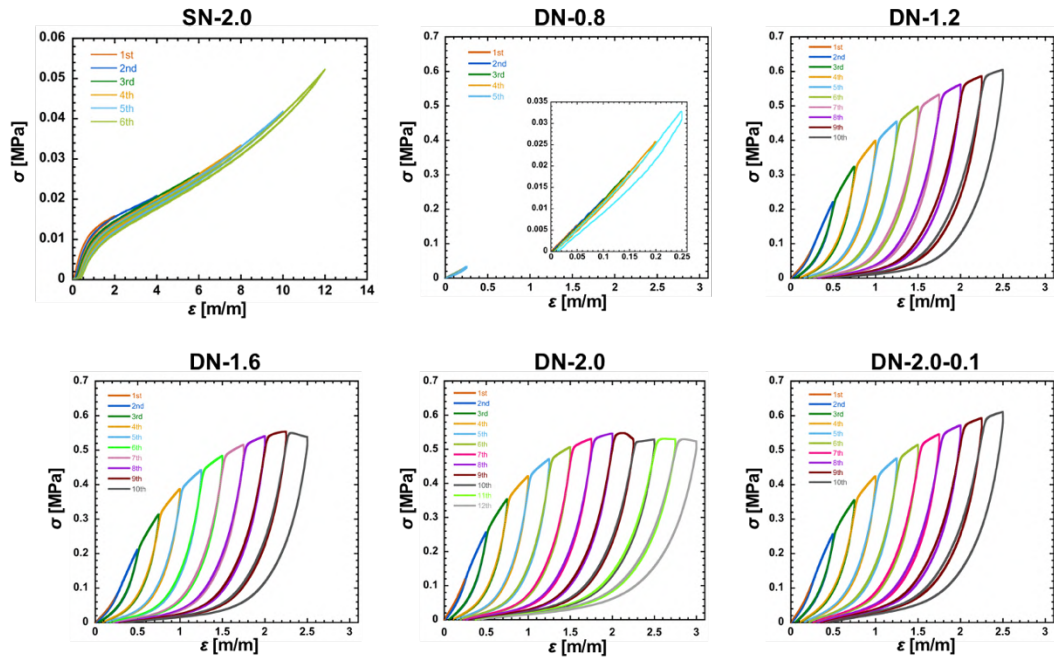 SN-2.0
0.06
0.05
0.04
0.03
0.02
0.01
0
σ [MPa]
1st
2nd
3rd
4th
5th
6th
0 2 4 6 8 10 12 14
ε [m/m]
DN-0.8
0.7
0.6
0.5
0.4
0.3
0.2
0.1
0
σ [MPa]
1st
2nd
3rd
4th
5th
0.035
0.03
0.025
0.02
0.015
0.01
0.005
0
0 0.05 0.1 0.15 0.2 0.25
0 0.5 1 1.5 2 2.5 3
ε [m/m]
DN-1.2
0.7
0.6
0.5
0.4
0.3
0.2
0.1
0
σ [MPa]
1st
2nd
3rd
4th
5th
6th
7th
8th
9th
10th
0 0.5 1 1.5 2 2.5 3
ε [m/m]
DN-1.6
0.7
0.6
0.5
0.4
0.3
0.2
0.1
0
σ [MPa]
1st
2nd
3rd
4th
5th
6th
7th
8th
9th
10th
0 0.5 1 1.5 2 2.5 3
ε [m/m]
DN-2.0
0.7
0.6
0.5
0.4
0.3
0.2
0.1
0
σ [MPa]
1st
2nd
3rd
4th
5th
6th
7th
8th
9th
10th
11th
12th
0 0.5 1 1.5 2 2.5 3
ε [m/m]
DN-2.0-0.1
0.7
0.6
0.5
0.4
0.3
0.2
0.1
0
σ [MPa]
1st
2nd
3rd
4th
5th
6th
7th
8th
9th
10th
0 0.5 1 1.5 2 2.5 3
ε [m/m]